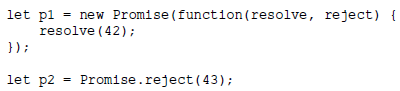 let p1 = new Promise(function(resolve, reject) {
    resolve(42);
});

let p2 = Promise.reject(43);